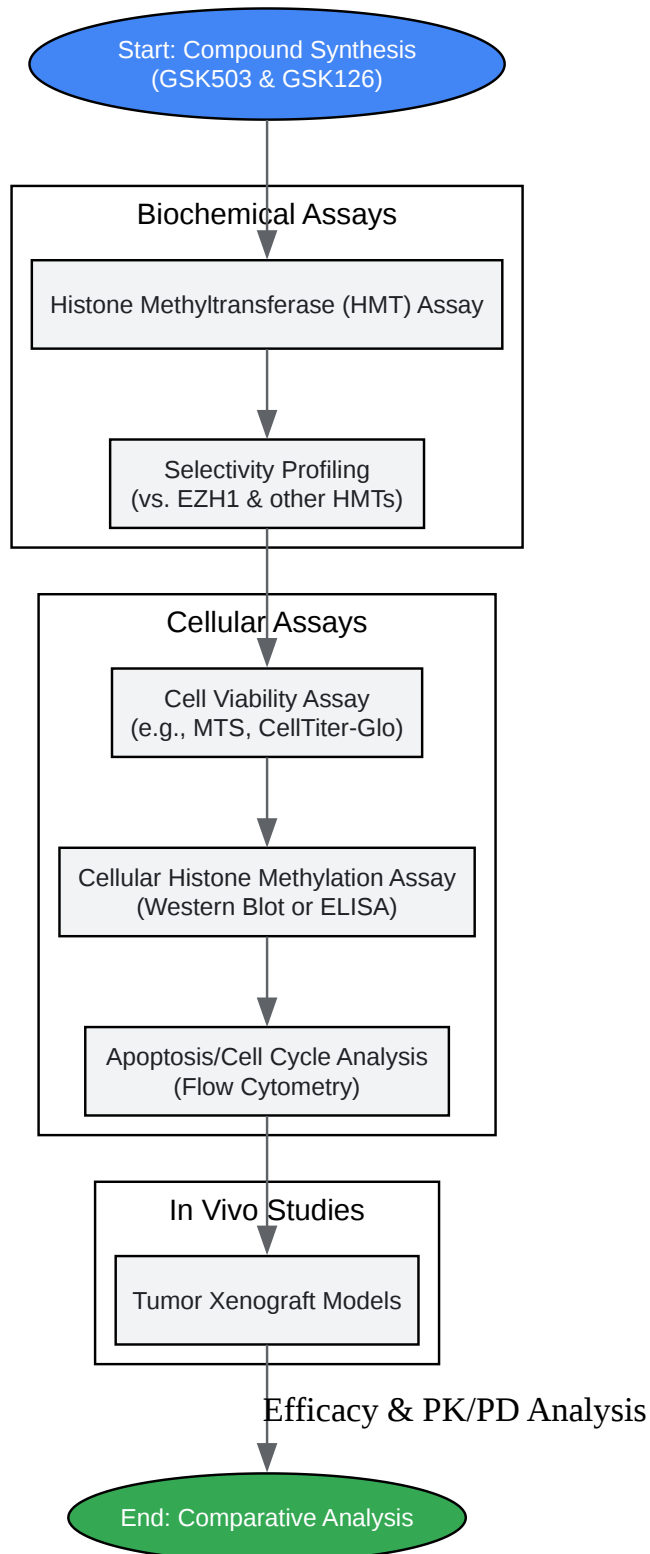 Start: Compound Synthesis
(GSK503 & GSK126)
Biochemical Assays
Histone Methyltransferase (HMT) Assay
Selectivity Profiling
(vs. EZH1 & other HMTs)
Cellular Assays
Cell Viability Assay
(e.g., MTS, CellTiter-Glo)
Cellular Histone Methylation Assay
(Western Blot or ELISA)
Apoptosis/Cell Cycle Analysis
(Flow Cytometry)
In Vivo Studies
Tumor Xenograft Models
Efficacy & PK/PD Analysis
End: Comparative Analysis